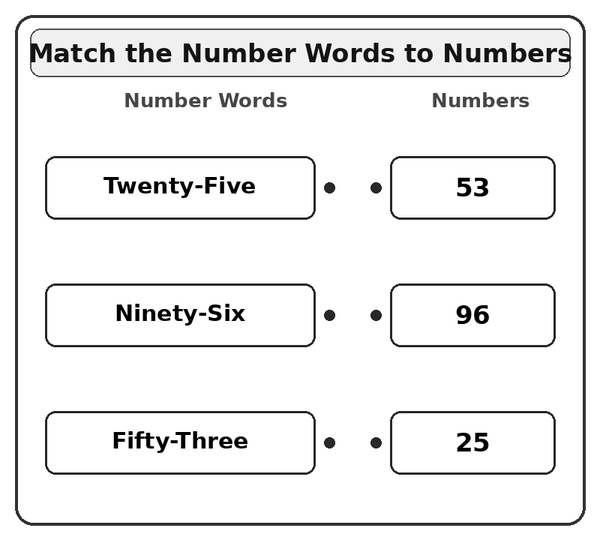 Match the Number Words to Numbers
Number Words Numbers
Twenty-Five 53
Ninety-Six 96
Fifty-Three 25